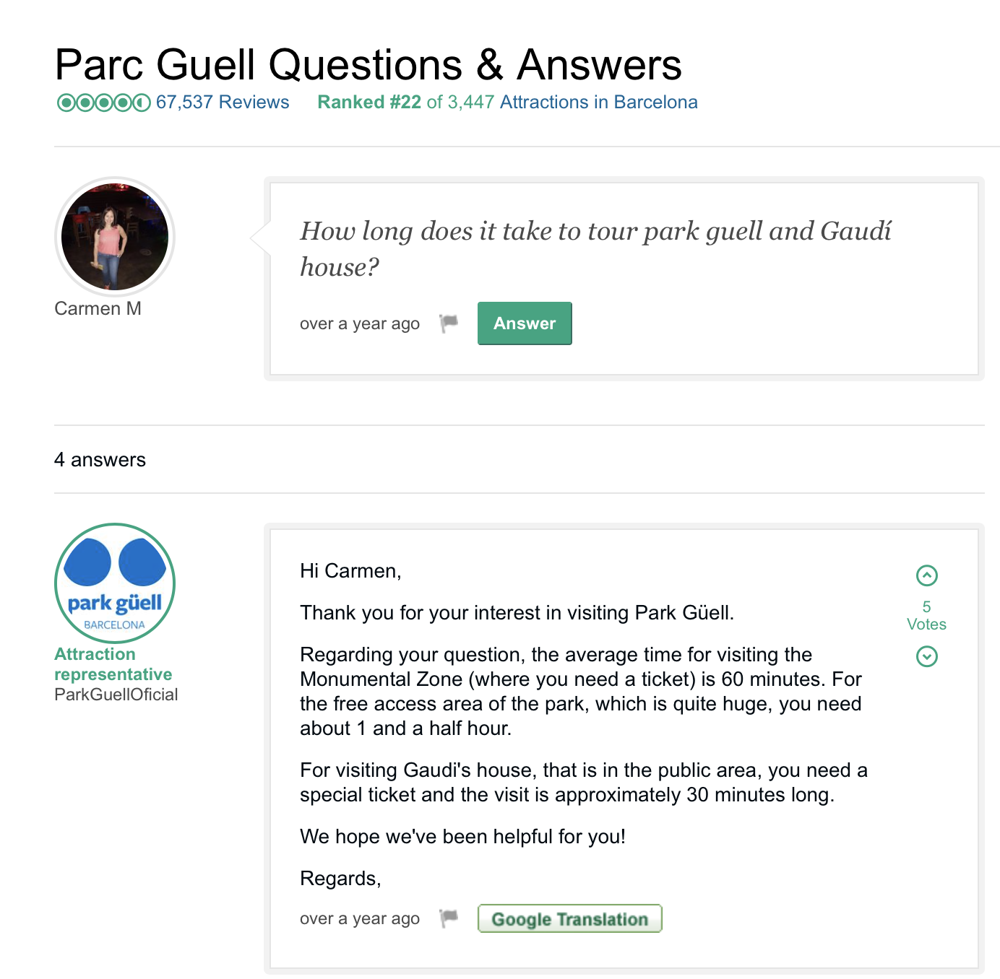 Parc Guell Questions & Answers
67,537 Reviews Ranked #22 of 3,447 Attractions in Barcelona
How long does it take to tour park guell and Gaudí
house?
Carmen M
over a year ago Answer
4 answers
park güell
BARCELONA
Attraction
representative
ParkGuellOficial
Hi Carmen,
Thank you for your interest in visiting Park Güell.
5
Votes
Regarding your question, the average time for visiting the
Monumental Zone (where you need a ticket) is 60 minutes. For
the free access area of the park, which is quite huge, you need
about 1 and a half hour.
For visiting Gaudi's house, that is in the public area, you need a
special ticket and the visit is approximately 30 minutes long.
We hope we've been helpful for you!
Regards,
over a year ago Google Translation